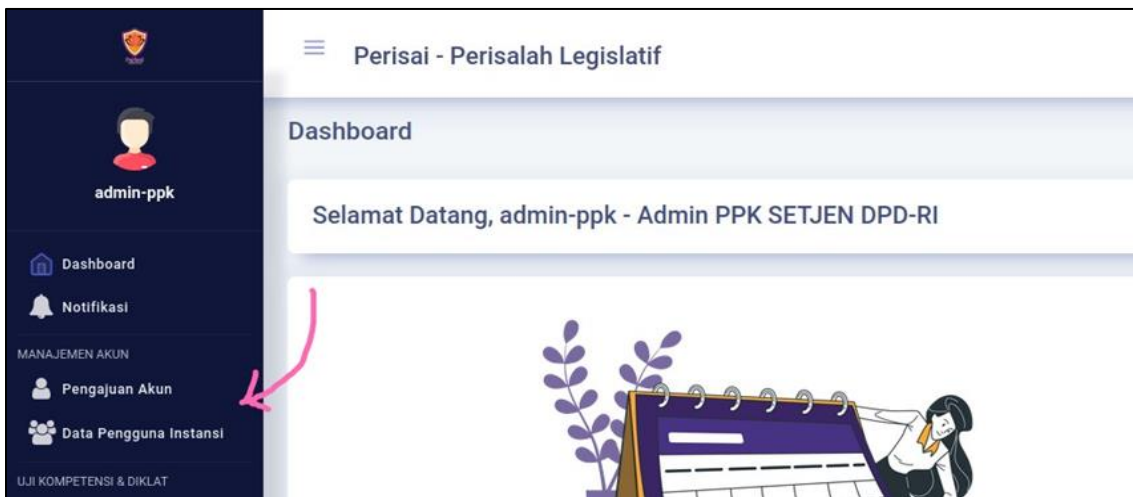 Perisai - Perisalah Legislatif
admin-ppk
Dashboard
Notifikasi
MANAJEMEN AKUN
Pengajuan Akun
Data Pengguna Instansi
UJI KOMPETENSI & DIKLAT
Dashboard
Selamat Datang, admin-ppk - Admin PPK SETJEN DPD-RI